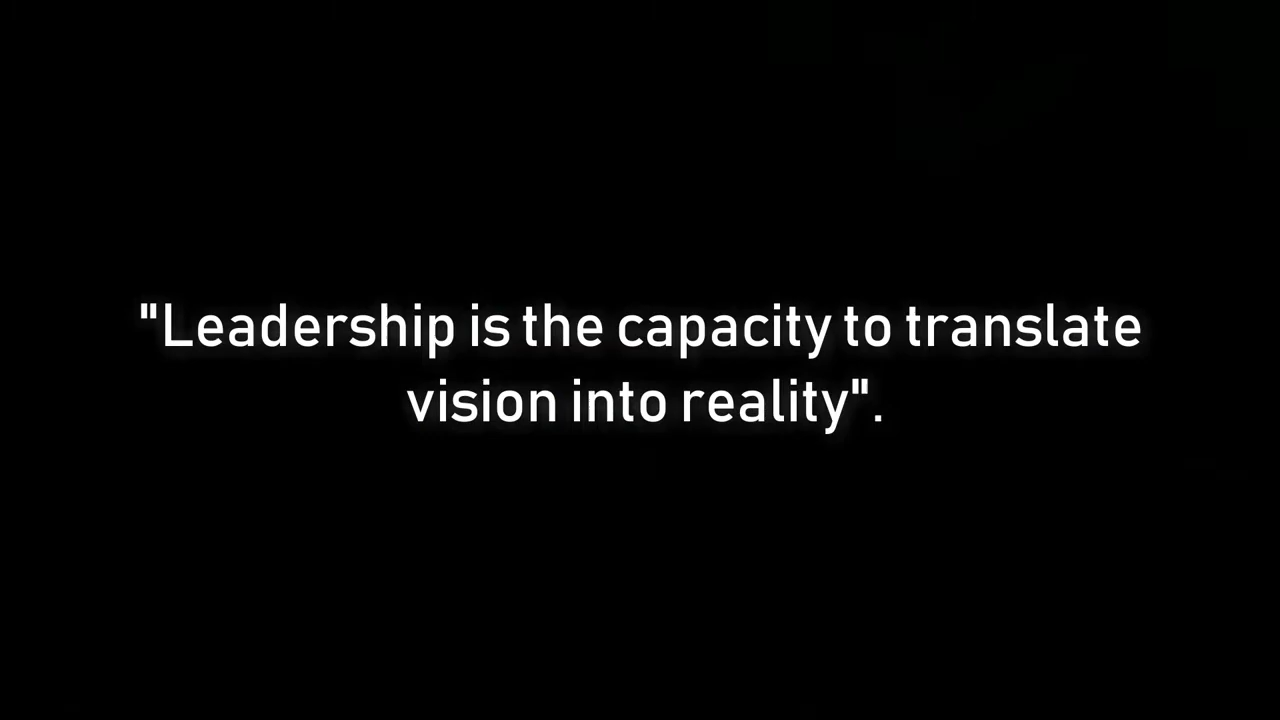 "Leadership is the capacity to translate
vision into reality".